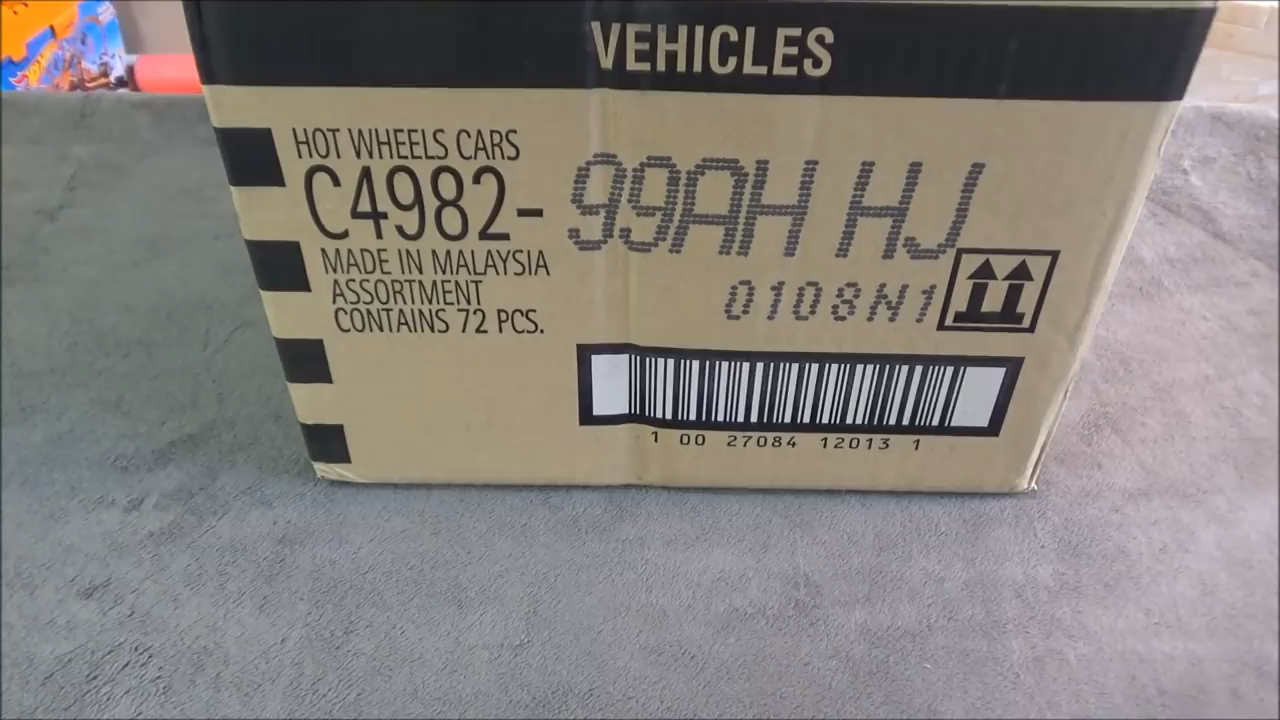 VEHICLES
HOT WHEELS CARS
C4982- 99AH HJ
MADE IN MALAYSIA
ASSORTMENT
CONTAINS 72 PCS.
0108N1
1 00 27084 12013 1